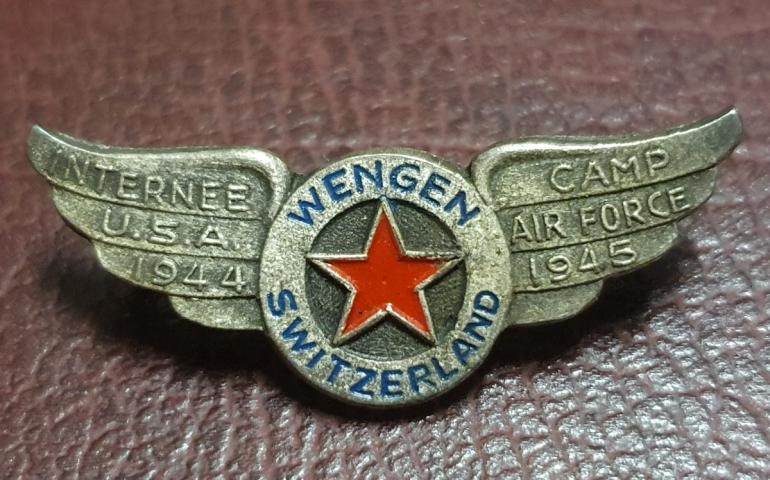 INTERNEE
U.S.A.
1944
WENGEN
SWITZERLAND
CAMP
AIR FORCE
1945